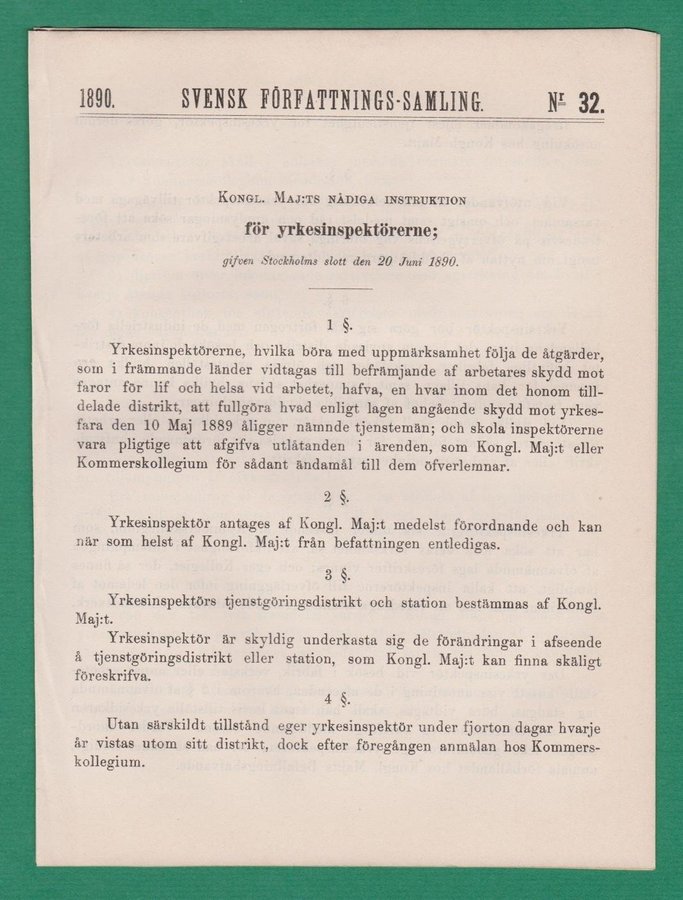 1890. SVENSK FÖRFATTNINGS-SAMLING. Nr 32.
KONGL. MAJ:TS NÅDIGA INSTRUKTION
för yrkesinspektörerne;
gifven Stockholms slott den 20 Juni 1890.
1 §.
Yrkesinspektörerne, hvilka böra med uppmärksamhet följa de åtgärder,
som i främmande länder vidtagas till befrämjande af arbetares skydd mot
faror för lif och helsa vid arbetet, hafva, en hvar inom det honom till-
delade distrikt, att fullgöra hvad enligt lagen angående skydd mot yrkes-
fara den 10 Maj 1889 åligger nämnde tjensteman; och skola inspektörerne
vara pligtige att afgifva utlåtanden i ärenden, som Kongl. Maj:t eller
Kommerskollegium för sådant ändamål till dem öfverlemnar.
2 §.
Yrkesinspektör antages af Kongl. Maj:t medelst förordnande och kan
när som helst af Kongl. Maj:t från befattningen entledigas.
3 §.
Yrkesinspektörs tjenstgöringsdistrikt och station bestämmas af Kongl.
Maj:t.
Yrkesinspektör är skyldig underkasta sig de förändringar i afseende
å tjenstgöringsdistrikt eller station, som Kongl. Maj:t kan finna skäligt
föreskrifva.
4 §.
Utan särskildt tillstånd eger yrkesinspektör under fjorton dagar hvarje
år vistas utom sitt distrikt, dock efter föregången anmälan hos Kommers-
kollegium.